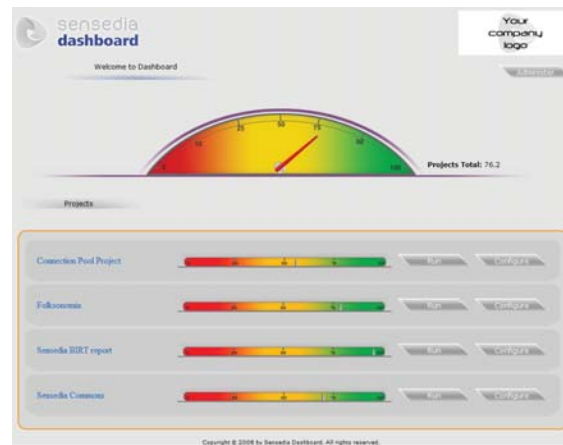 sensedia
dashboard
Your
company
logo
Welcome to Dashboard
Administer
0
10
25
50
75
90
100
Projects Total: 76.2
Projects
Connection Pool Project
Run
Configure
Folksonomia
Run
Configure
Sensedia BIRT report
Run
Configure
Sensedia Commons
Run
Configure
Copyright © 2008 by Sensedia Dashboard. All rights reserved.